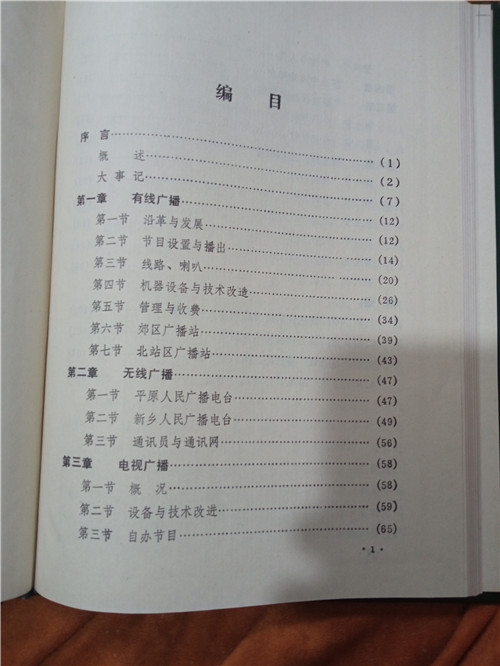 编 目
序言……(1)
概 述……(2)
大事记……(7)
第一章 有线广播……(12)
第一节 沿革与发展……(12)
第二节 节目设置与播出……(14)
第三节 线路、喇叭……(20)
第四节 机器设备与技术改造……(26)
第五节 管理与收费……(34)
第六节 郊区广播站……(39)
第七节 北站区广播站……(43)
第二章 无线广播……(47)
第一节 平原人民广播电台……(47)
第二节 新乡人民广播电台……(49)
第三节 通讯员与通讯网……(56)
第三章 电视广播……(58)
第一节 概 况……(58)
第二节 设备与技术改进……(59)
第三节 自办节目……(65)
·1·